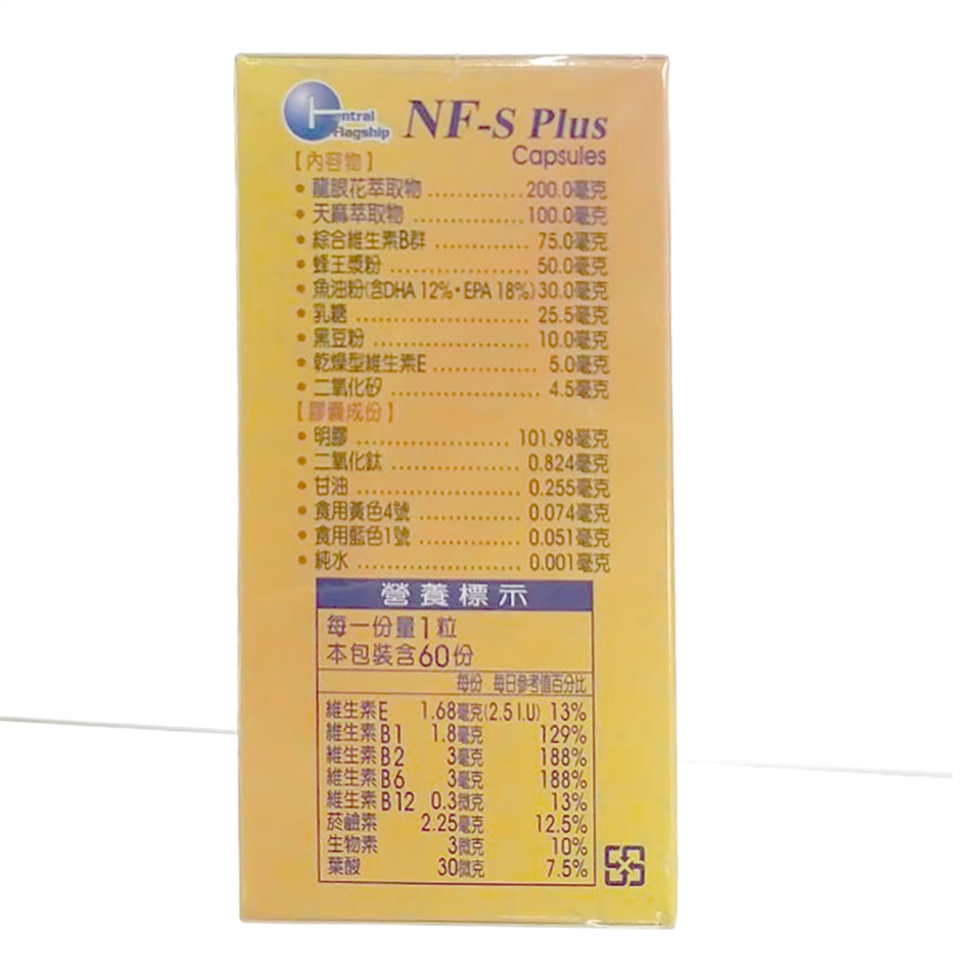 Central
Flagship
NF-S Plus
Capsules
【內容物】
• 龍眼花萃取物 .............. 200.0毫克
• 天麻萃取物 ................ 100.0毫克
• 綜合維生素B群 .............. 75.0毫克
• 蜂王漿粉 .................... 50.0毫克
• 魚油粉(含DHA 12%•EPA 18%) 30.0毫克
• 乳糖 ........................ 25.5毫克
• 黑豆粉 ...................... 10.0毫克
• 乾燥型維生素E ............... 5.0毫克
• 二氧化矽 .................... 4.5毫克
【膠囊成份】
• 明膠 ...................... 101.98毫克
• 二氧化鈦 ................... 0.824毫克
• 甘油 ....................... 0.255毫克
• 食用黃色4號 ................ 0.074毫克
• 食用藍色1號 ................ 0.051毫克
• 純水 ....................... 0.001毫克
營養標示
每一份量1粒
本包裝含60份
每份 每日參考值百分比
維生素E 1.68毫克(2.5 I.U) 13%
維生素B1 1.8毫克 129%
維生素B2 3毫克 188%
維生素B6 3毫克 188%
維生素B12 0.3微克 13%
菸鹼素 2.25毫克 12.5%
生物素 3微克 10%
葉酸 30微克 7.5%